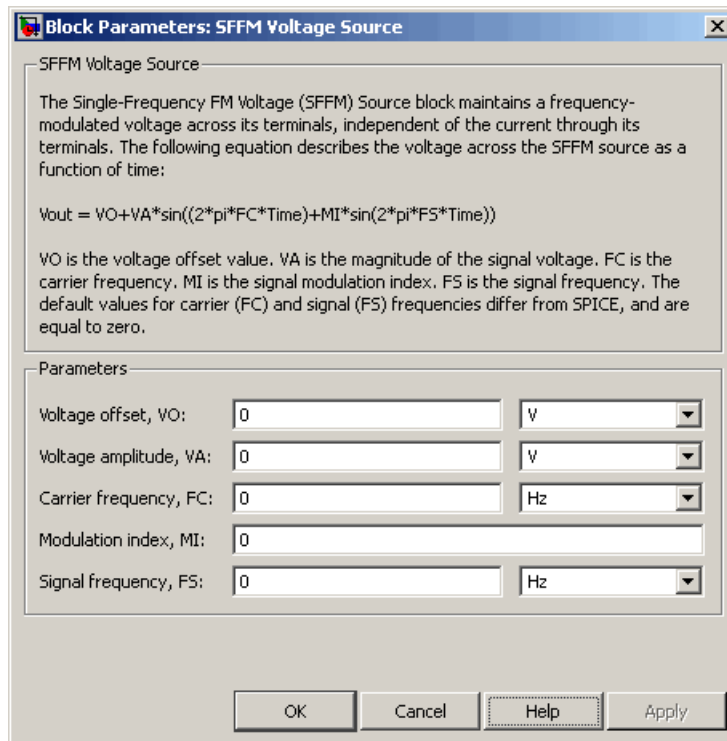 Block Parameters: SFFM Voltage Source
SFFM Voltage Source
The Single-Frequency FM Voltage (SFFM) Source block maintains a frequency-
modulated voltage across its terminals, independent of the current through its
terminals. The following equation describes the voltage across the SFFM source as a
function of time:
Vout = VO+VA*sin((2*pi*FC*Time)+MI*sin(2*pi*FS*Time))
VO is the voltage offset value. VA is the magnitude of the signal voltage. FC is the
carrier frequency. MI is the signal modulation index. FS is the signal frequency. The
default values for carrier (FC) and signal (FS) frequencies differ from SPICE, and are
equal to zero.
Parameters
Voltage offset, VO: 0 V
Voltage amplitude, VA: 0 V
Carrier frequency, FC: 0 Hz
Modulation index, MI: 0
Signal frequency, FS: 0 Hz
OK Cancel Help Apply